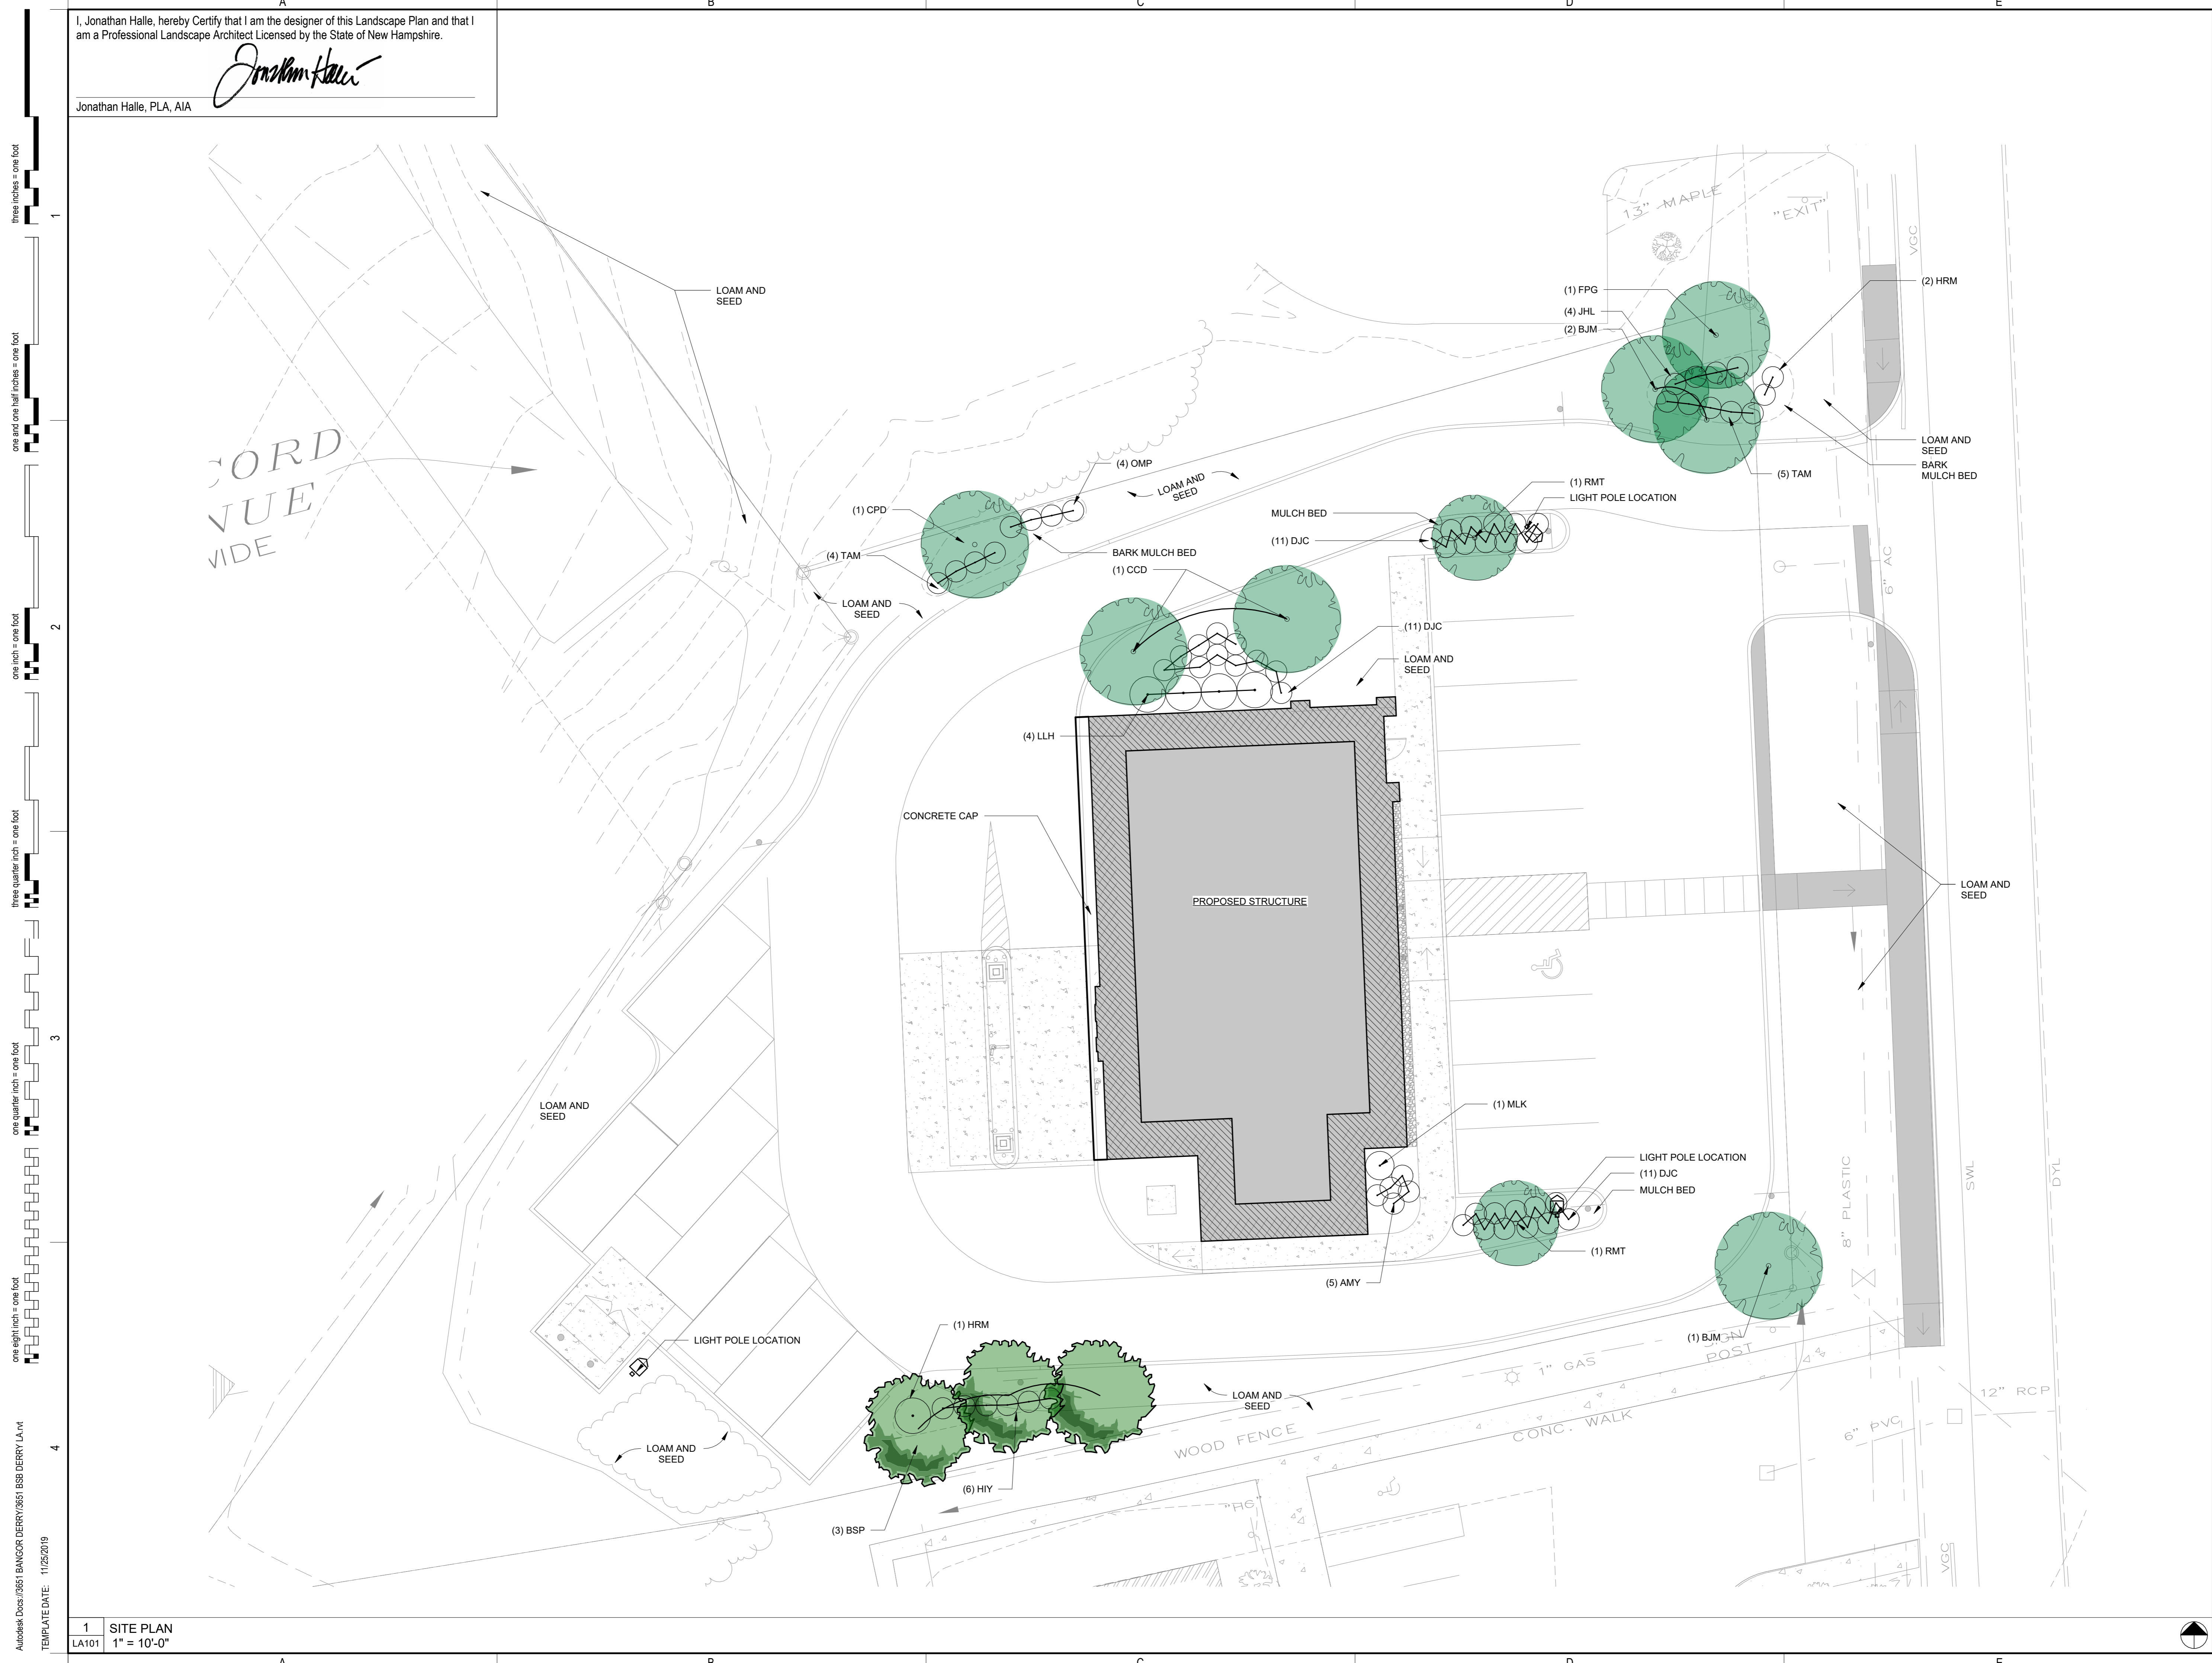 A
B
C
D
E
I, Jonathan Halle, hereby Certify that I am the designer of this Landscape Plan and that I
am a Professional Landscape Architect Licensed by the State of New Hampshire.
Jonathan Halle
Jonathan Halle, PLA, AIA
three inches = one foot
one and one half inches = one foot
one inch = one foot
three quarter inch = one foot
one quarter inch = one foot
one eight inch = one foot
1
2
3
4
13" MAPLE
"EXIT"
VGC
(2) HRM
(1) FPG
(4) JHL
(2) BJM
LOAM AND
SEED
LOAM AND
SEED
BARK
MULCH BED
(5) TAM
CORD
NUE
WIDE
(4) OMP
LOAM AND
SEED
(1) RMT
LIGHT POLE LOCATION
MULCH BED
(11) DJC
(1) CPD
(4) TAM
BARK MULCH BED
(1) CCD
LOAM AND
SEED
6" AC
(11) DJC
LOAM AND
SEED
(4) LLH
CONCRETE CAP
PROPOSED STRUCTURE
LOAM AND
SEED
LOAM AND
SEED
(1) MLK
LIGHT POLE LOCATION
(11) DJC
MULCH BED
8" PLASTIC
SWL
DYL
(1) RMT
(5) AMY
(1) HRM
LIGHT POLE LOCATION
(1) BJM
SIGN
POST
1" GAS
LOAM AND
SEED
12" RCP
6" PVC
CONC. WALK
WOOD FENCE
LOAM AND
SEED
(6) HIY
(3) BSP
"HC"
VGC
Autodesk Docs://3651 BANGOR DERRY/3651 BSB DERRY LA.rvt
TEMPLATE DATE: 11/25/2019
1
SITE PLAN
LA101
1" = 10'-0"
A
B
C
D
E